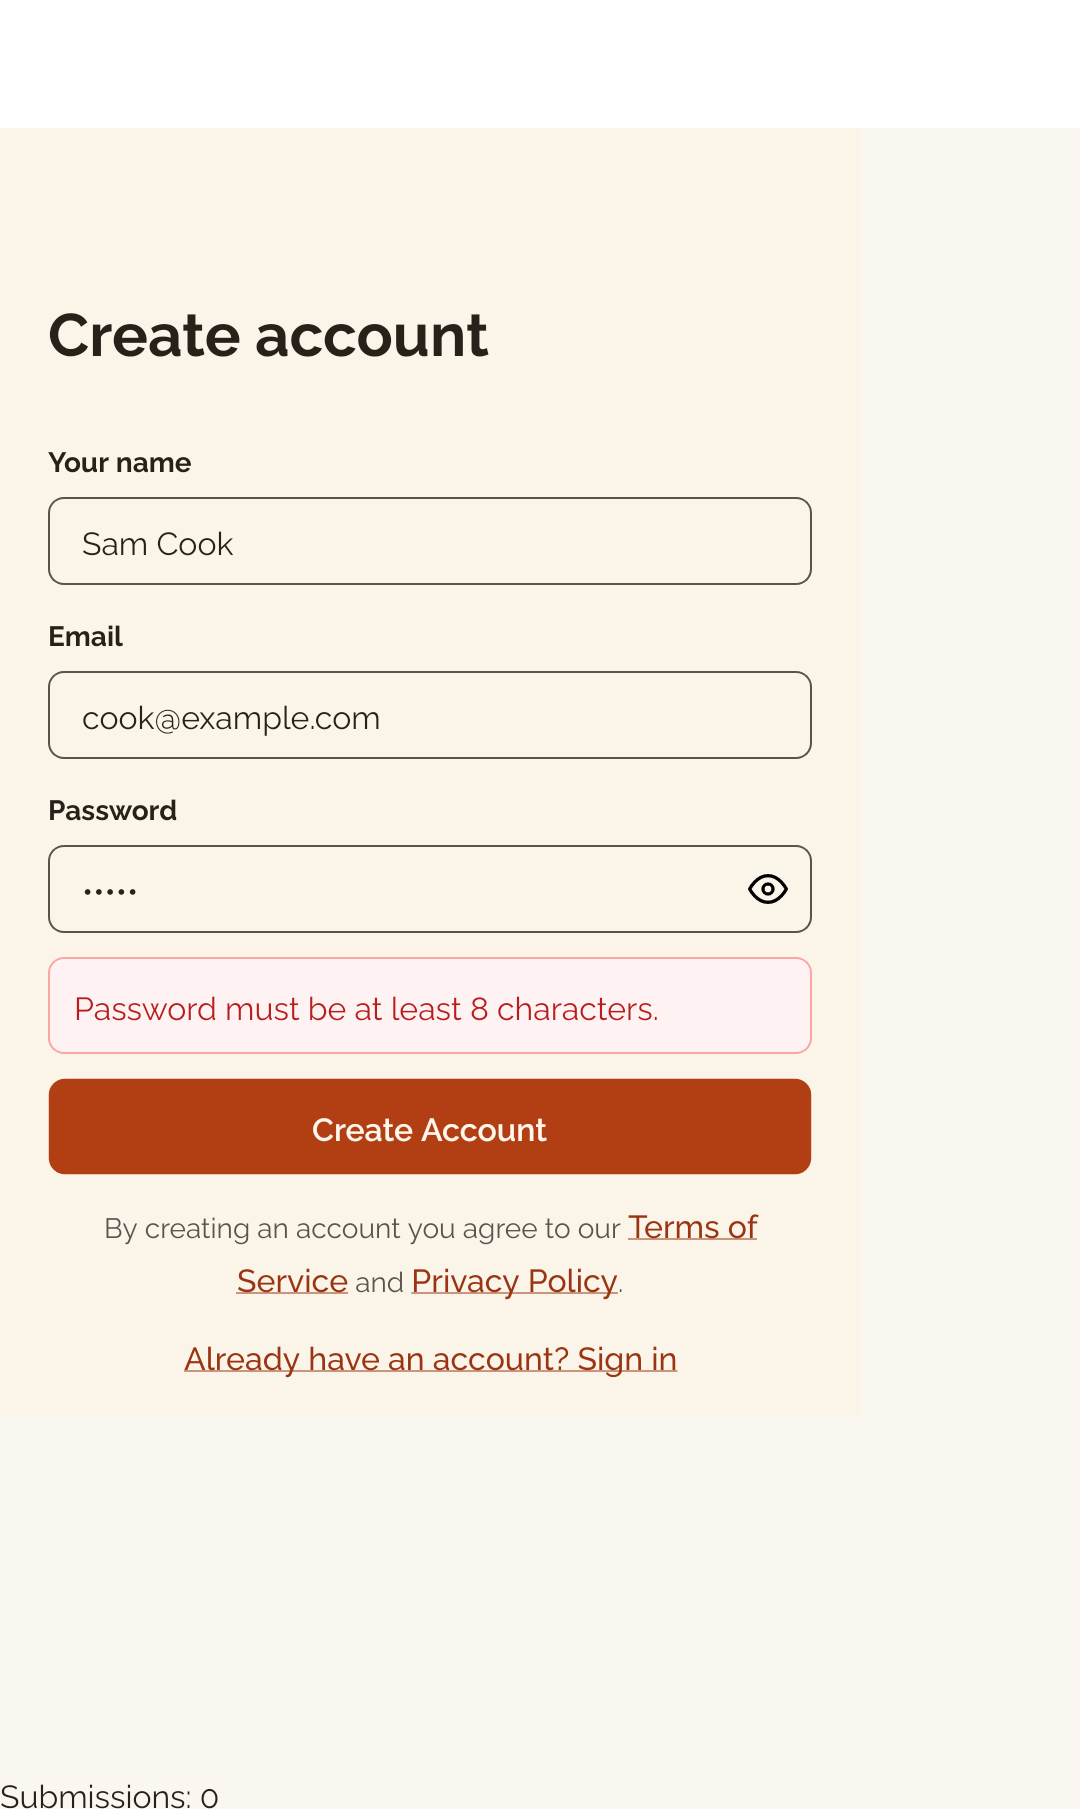 Create account
Your name
Sam Cook
Email
cook@example.com
Password
•••••
Password must be at least 8 characters.
Create Account
By creating an account you agree to our Terms of
Service and Privacy Policy.
Already have an account? Sign in
Submissions: 0